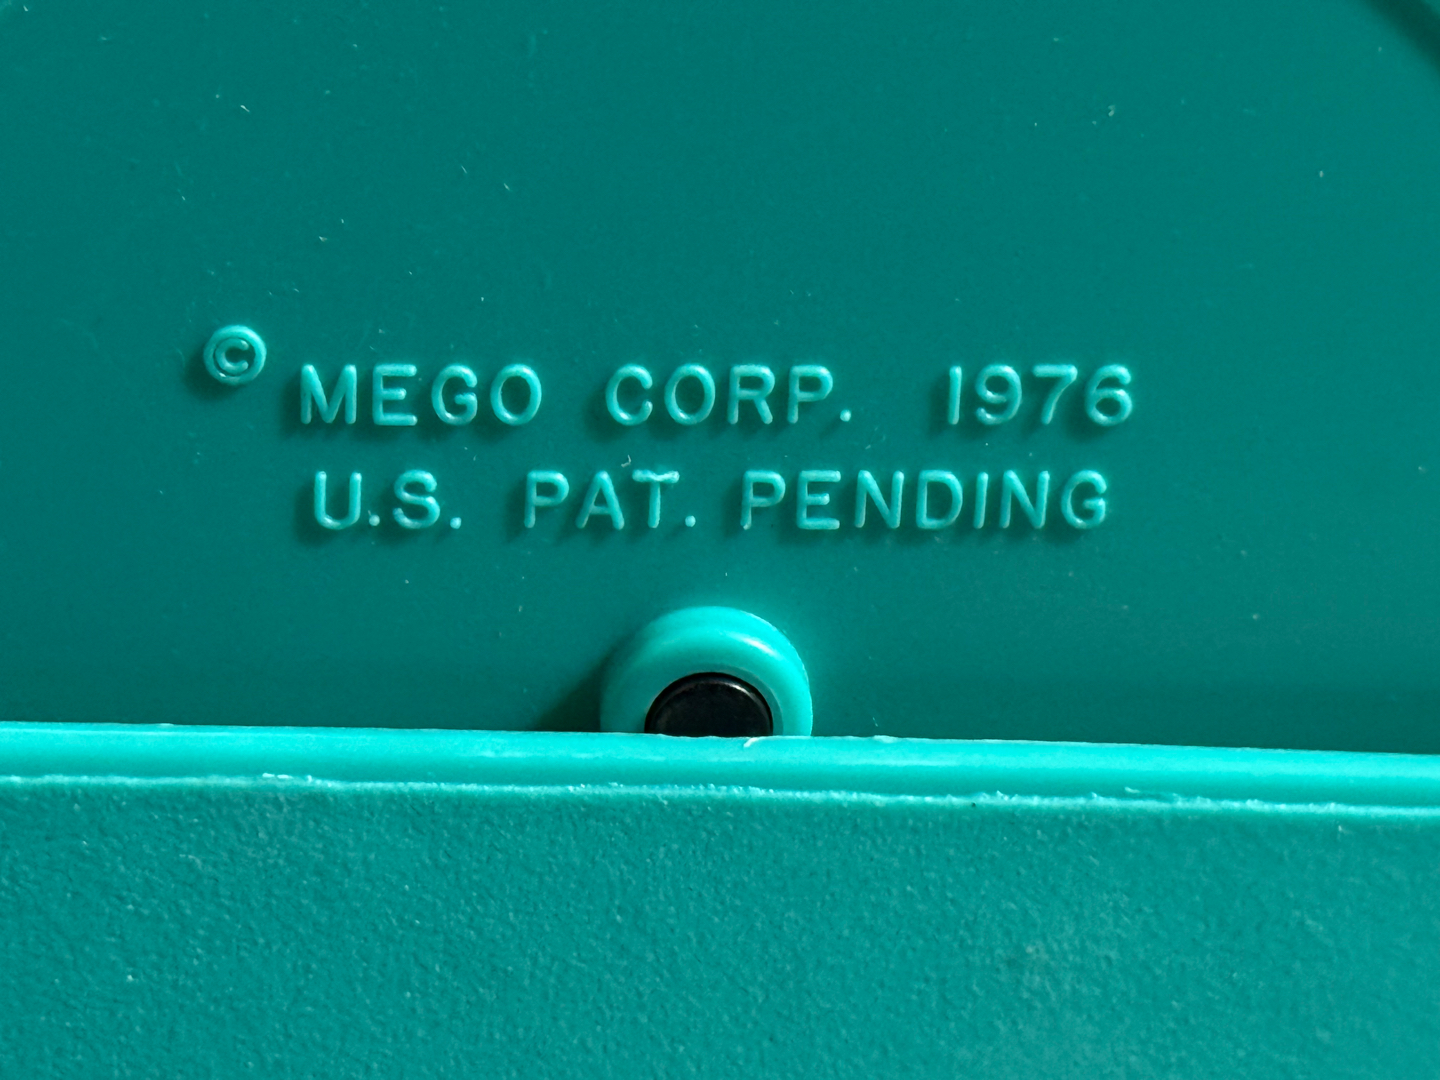 © MEGO CORP. 1976
U.S. PAT. PENDING